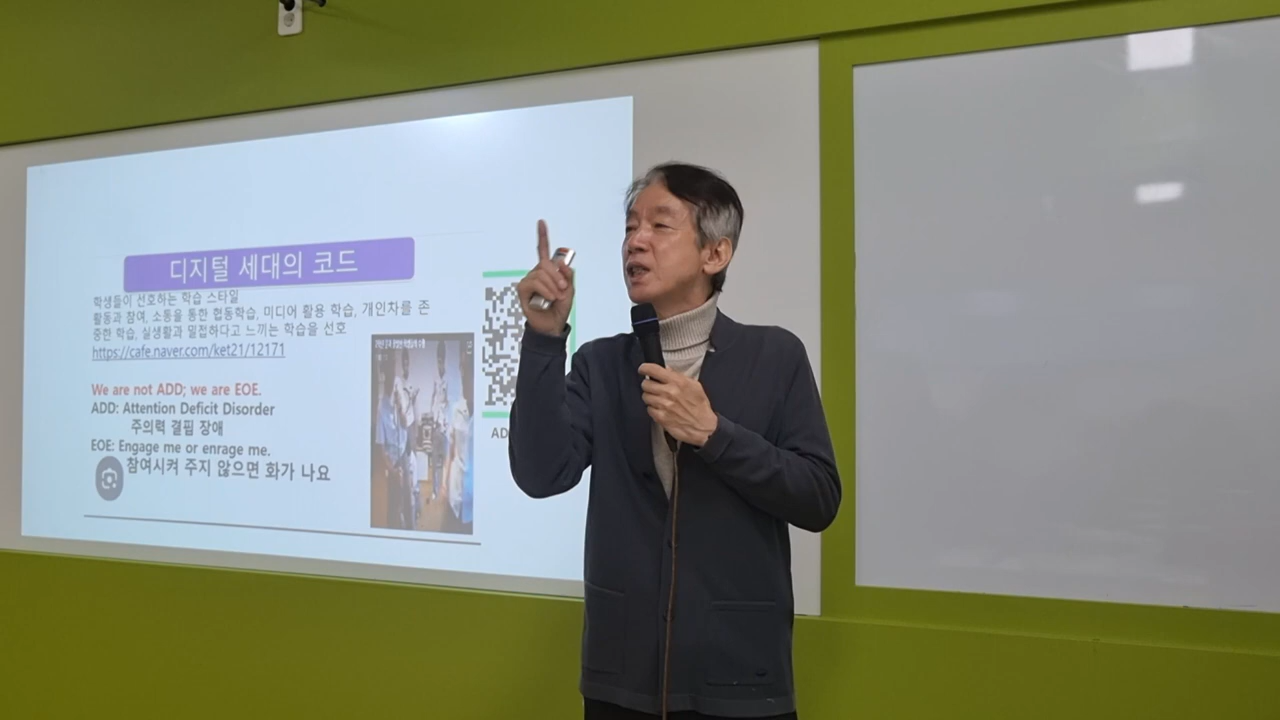 디지털 세대의 코드
학생들이 선호하는 학습 스타일
활동과 참여, 소통을 통한 협동학습, 미디어 활용 학습, 개인차를 존
중한 학습, 실생활과 밀접하다고 느끼는 학습을 선호
https://cafe.naver.com/ket21/12171
We are not ADD; we are EOE.
ADD: Attention Deficit Disorder
주의력 결핍 장애
EOE: Engage me or enrage me.
참여시켜 주지 않으면 화가 나요
AD